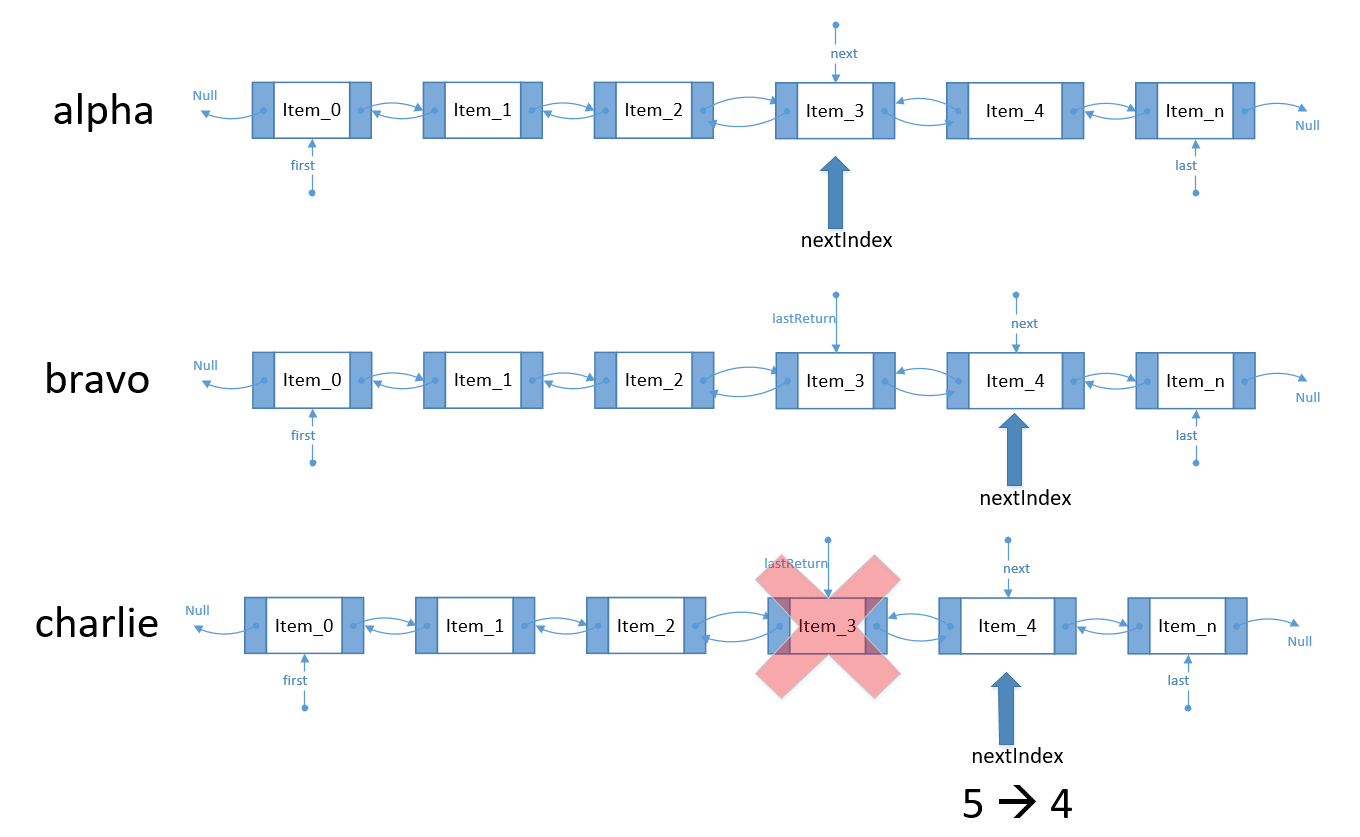 next
alpha
Null
Item_0
Item_1
Item_2
Item_3
Item_4
Item_n
Null
first
last
nextIndex
lastReturn
next
bravo
Null
Item_0
Item_1
Item_2
Item_3
Item_4
Item_n
Null
first
last
nextIndex
lastReturn
next
charlie
Null
Item_0
Item_1
Item_2
Item_3
Item_4
Item_n
Null
first
last
nextIndex
5 → 4